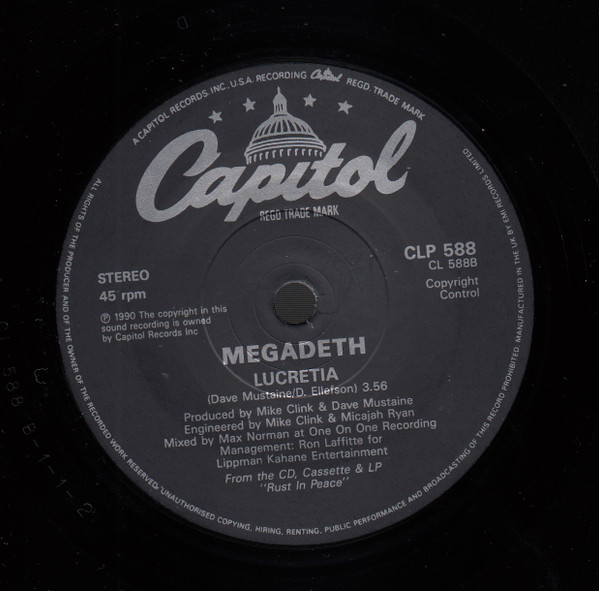 A CAPITOL RECORDS, INC. U.S.A. RECORDING Capitol REGD. TRADE MARK
Capitol
REGD TRADE MARK
CLP 588
CL 588B
STEREO
45 rpm
Copyright
Control
℗ 1990 The copyright in this
sound recording is owned
by Capitol Records Inc
MEGADETH
LUCRETIA
(Dave Mustaine/D. Ellefson) 3.56
Produced by Mike Clink & Dave Mustaine
Engineered by Mike Clink & Micajah Ryan
Mixed by Max Norman at One On One Recording
Management: Ron Laffitte for
Lippman Kahane Entertainment
From the CD, Cassette & LP
"Rust In Peace"
ALL RIGHTS OF THE PRODUCER AND OF THE OWNER OF THE RECORDED WORK RESERVED. UNAUTHORISED COPYING, HIRING, RENTING, PUBLIC PERFORMANCE AND BROADCASTING OF THIS RECORD PROHIBITED. MANUFACTURED IN THE UK BY EMI RECORDS LIMITED